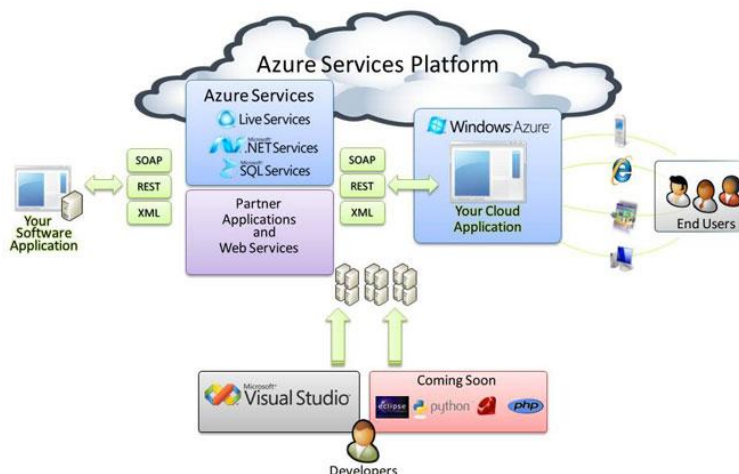 Azure Services Platform
Azure Services
Live Services
Microsoft
.NET Services
Microsoft
SQL Services
SOAP
REST
XML
Partner
Applications
and
Web Services
SOAP
REST
XML
Windows Azure
Your Cloud
Application
Your
Software
Application
End Users
Microsoft
Visual Studio
Coming Soon
eclipse
python
php
Developers